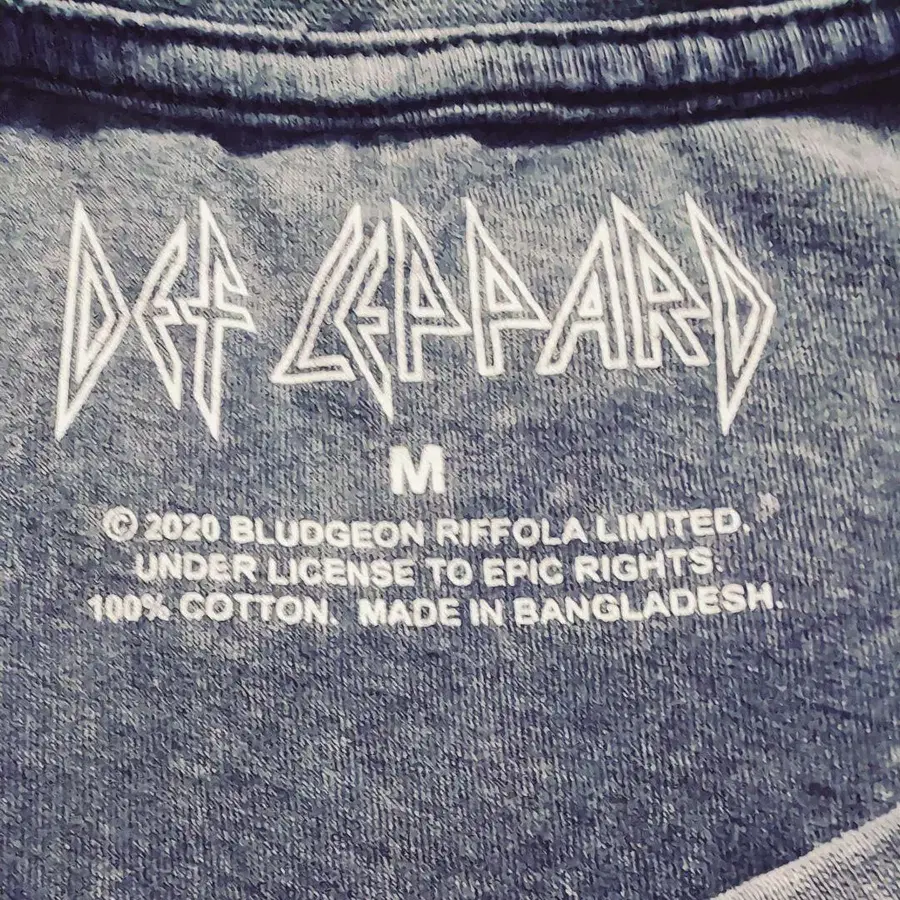 DEF LEPPARD
M
© 2020 BLUDGEON RIFFOLA LIMITED.
UNDER LICENSE TO EPIC RIGHTS.
100% COTTON. MADE IN BANGLADESH.